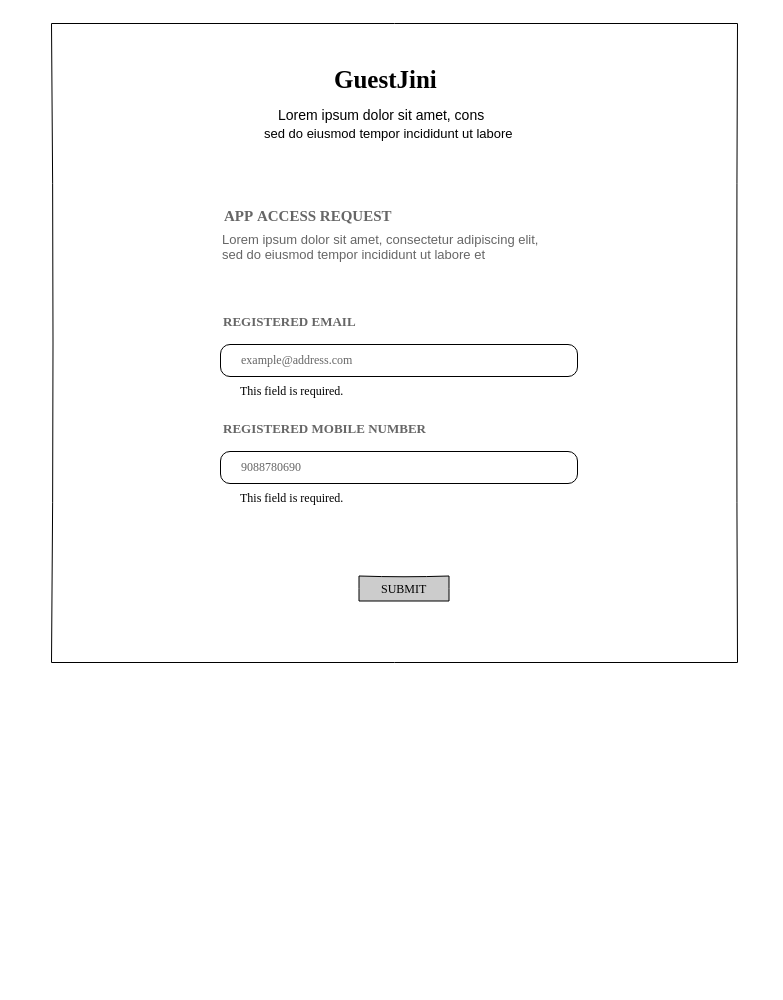 GuestJini
Lorem ipsum dolor sit amet, cons
sed do eiusmod tempor incididunt ut labore
APP ACCESS REQUEST
Lorem ipsum dolor sit amet, consectetur adipiscing elit,
sed do eiusmod tempor incididunt ut labore et
REGISTERED EMAIL
example@address.com
This field is required.
REGISTERED MOBILE NUMBER
9088780690
This field is required.
SUBMIT